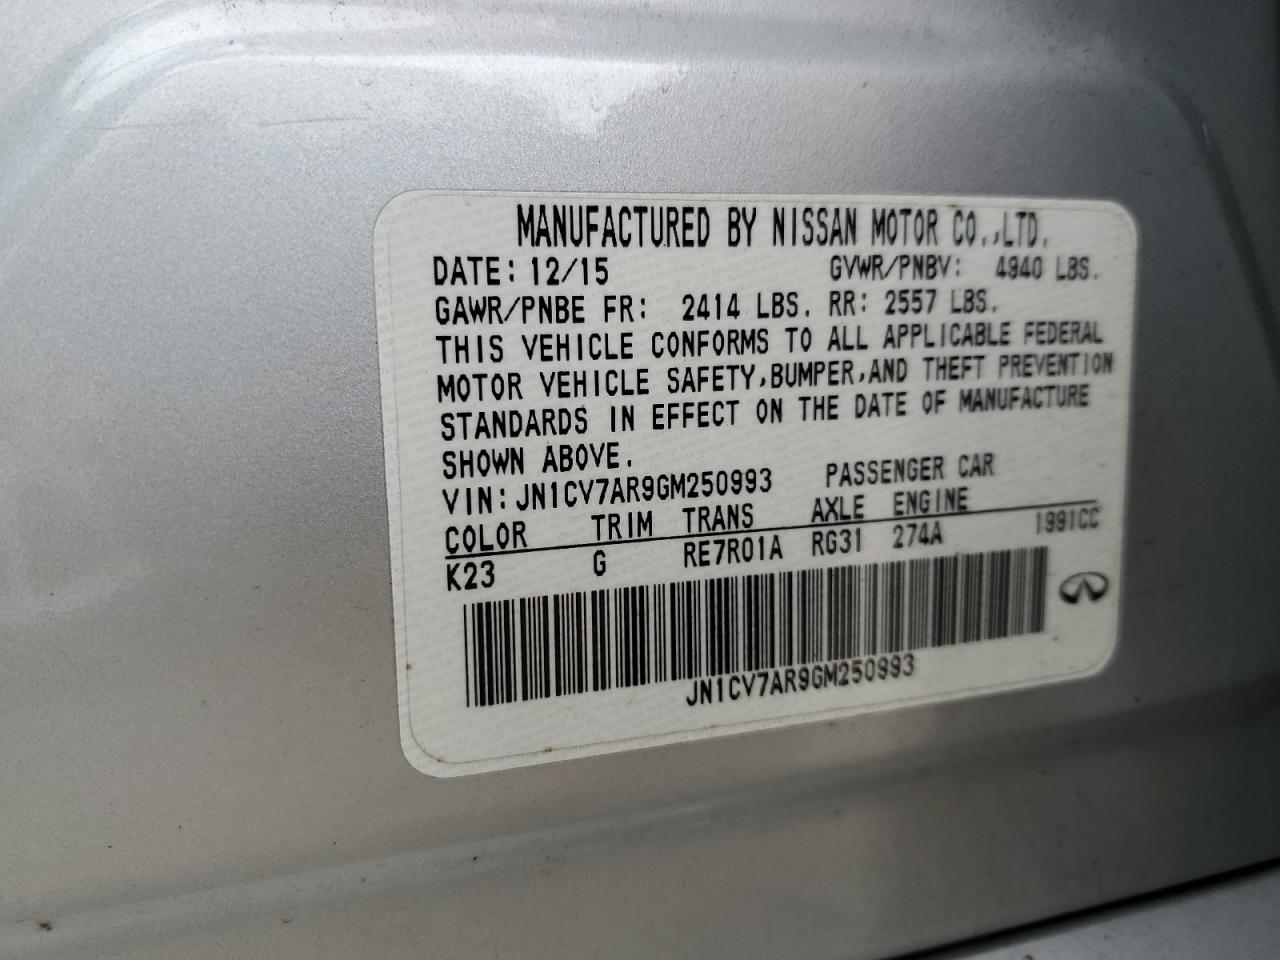 MANUFACTURED BY NISSAN MOTOR CO.,LTD.
DATE: 12/15 GVWR/PNBV: 4940 LBS.
GAWR/PNBE FR: 2414 LBS. RR: 2557 LBS.
THIS VEHICLE CONFORMS TO ALL APPLICABLE FEDERAL
MOTOR VEHICLE SAFETY,BUMPER,AND THEFT PREVENTION
STANDARDS IN EFFECT ON THE DATE OF MANUFACTURE
SHOWN ABOVE.
VIN: JN1CV7AR9GM250993 PASSENGER CAR
COLOR TRIM TRANS AXLE ENGINE
K23 G RE7R01A RG31 274A 1991CC
JN1CV7AR9GM250993